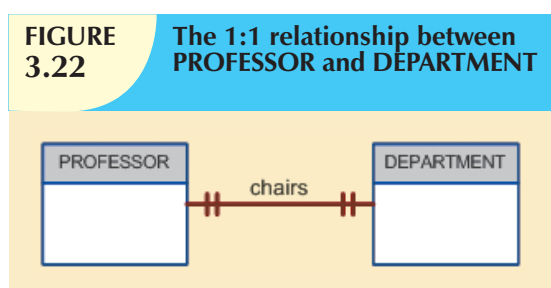 FIGURE
3.22
The 1:1 relationship between
PROFESSOR and DEPARTMENT
PROFESSOR
chairs
DEPARTMENT